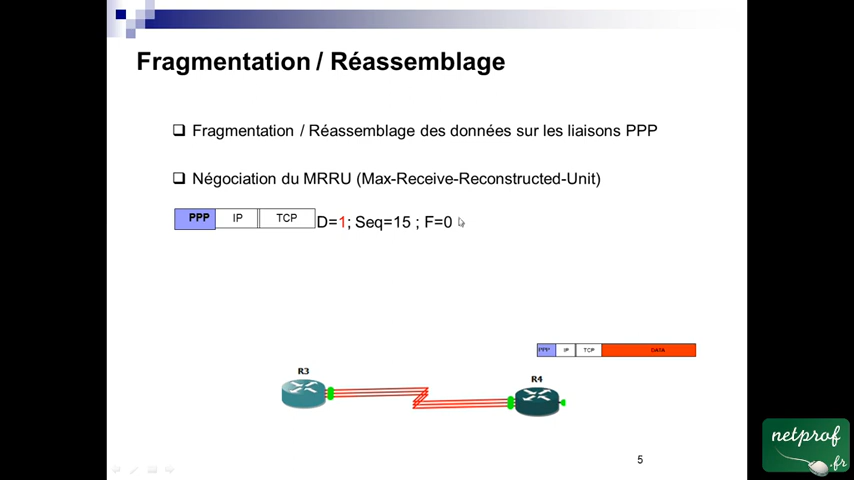 Fragmentation / Réassemblage
Fragmentation / Réassemblage des données sur les liaisons PPP
Négociation du MRRU (Max-Receive-Reconstructed-Unit)
PPP IP TCP D=1; Seq=15 ; F=0
PPP IP TCP DATA
R3
R4
5
netprof
.fr